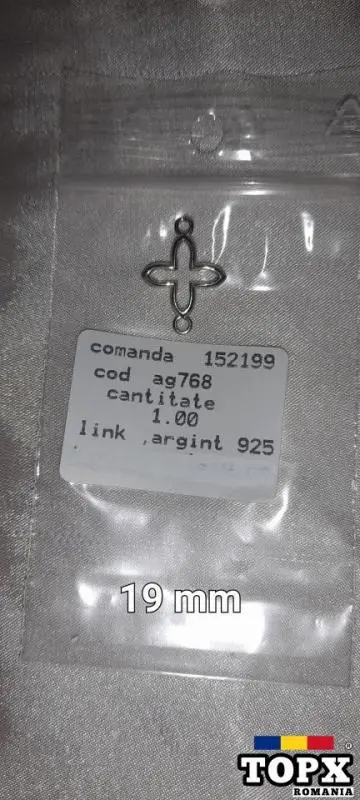 comanda 152199
cod ag768
cantitate
1.00
link ,argint 925
19 mm
TOPX®
ROMANIA